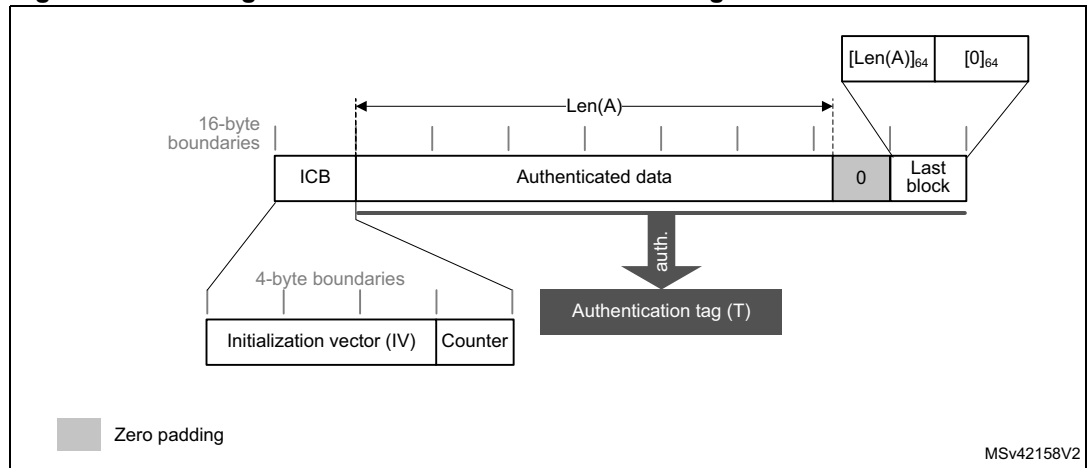 [Len(A)]64 [0]64
Len(A)
16-byte
boundaries
ICB Authenticated data 0 Last
block
auth.
4-byte boundaries
Authentication tag (T)
Initialization vector (IV) Counter
Zero padding
MSv42158V2